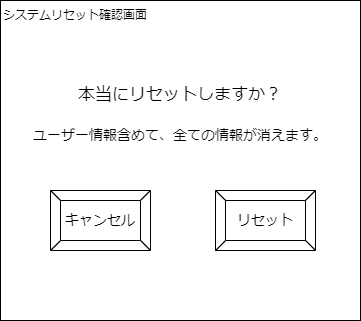 システムリセット確認画面
本当にリセットしますか？
ユーザー情報含めて、全ての情報が消えます。
キャンセル
リセット